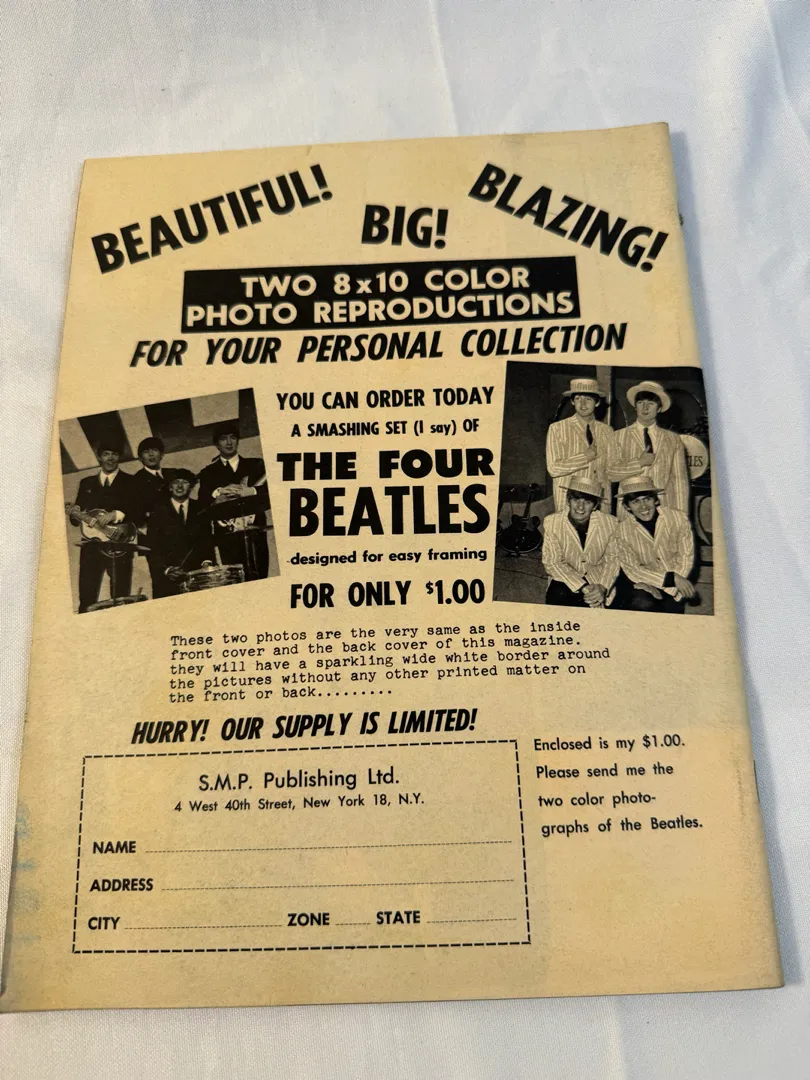 BEAUTIFUL!
BIG!
BLAZING!
TWO 8x10 COLOR
PHOTO REPRODUCTIONS
FOR YOUR PERSONAL COLLECTION
YOU CAN ORDER TODAY
A SMASHING SET (I say) OF
THE FOUR
BEATLES
designed for easy framing
FOR ONLY $1.00
LES
These two photos are the very same as the inside
front cover and the back cover of this magazine.
they will have a sparkling wide white border around
the pictures without any other printed matter on
the front or back.........
HURRY! OUR SUPPLY IS LIMITED!
S.M.P. Publishing Ltd.
4 West 40th Street, New York 18, N.Y.
NAME
ADDRESS
CITY ZONE STATE
Enclosed is my $1.00.
Please send me the
two color photo-
graphs of the Beatles.